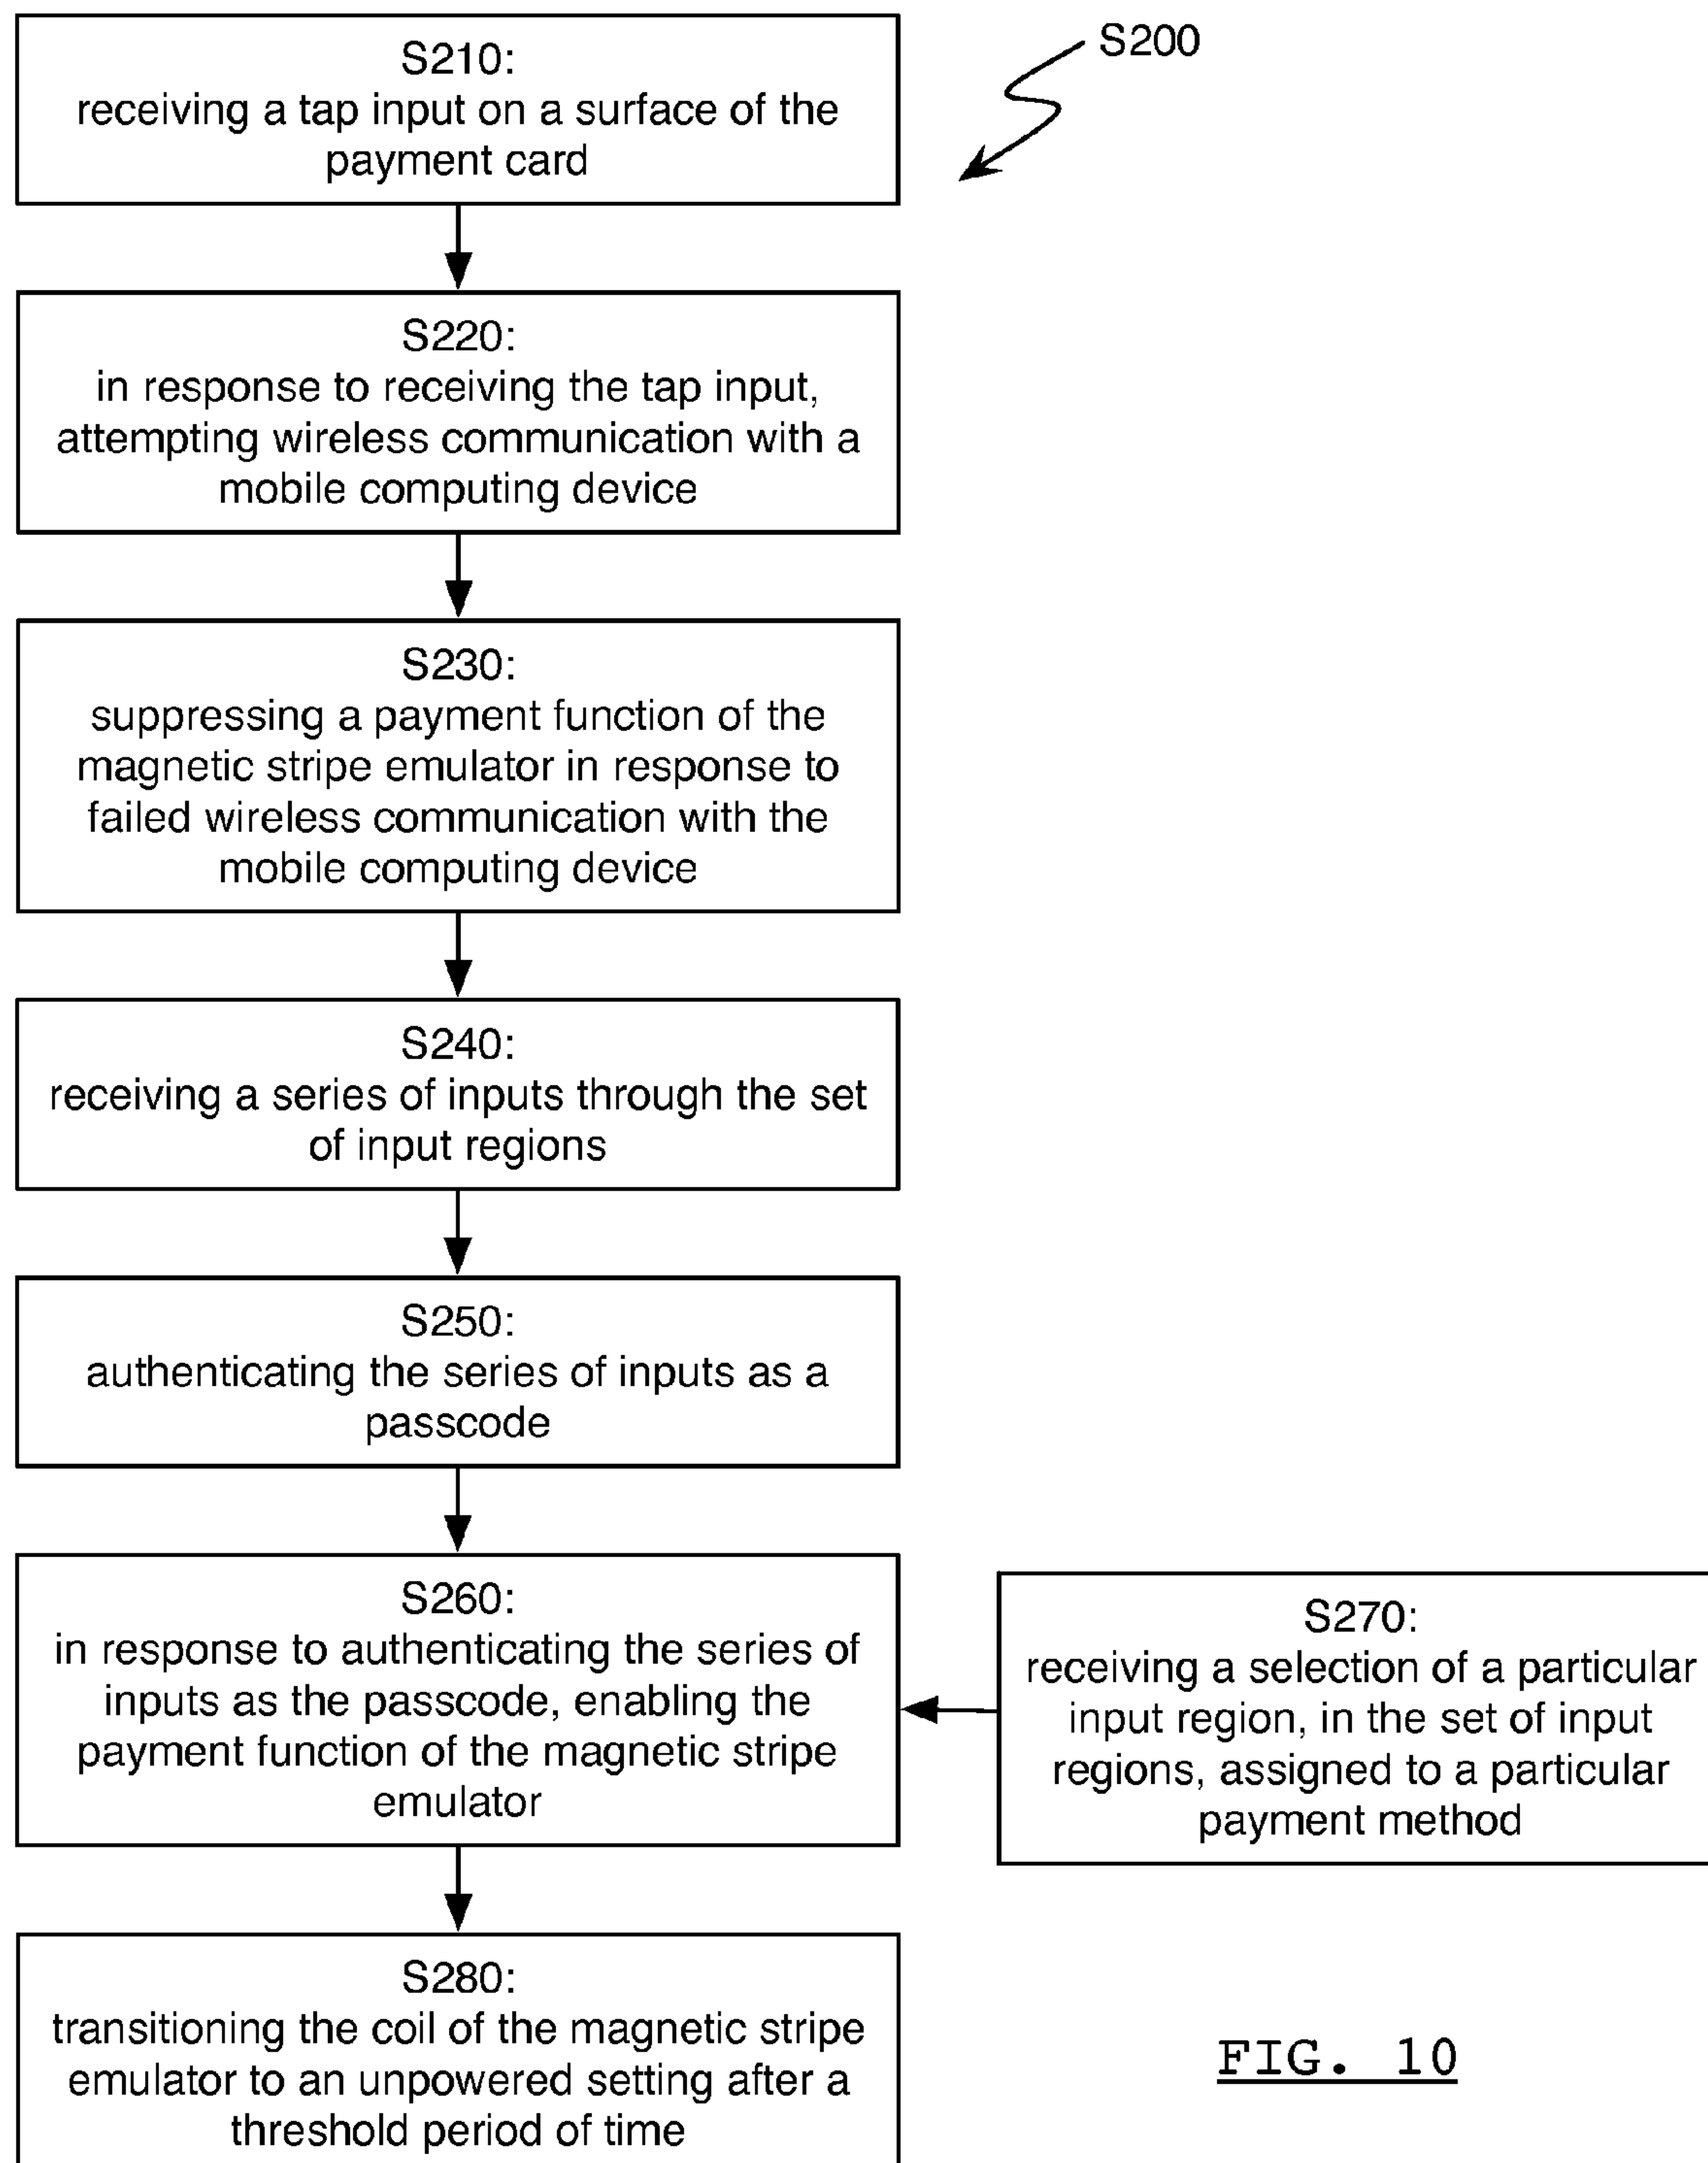 S210:
receiving a tap input on a surface of the
payment card
S200
S220:
in response to receiving the tap input,
attempting wireless communication with a
mobile computing device
S230:
suppressing a payment function of the
magnetic stripe emulator in response to
failed wireless communication with the
mobile computing device
S240:
receiving a series of inputs through the set
of input regions
S250:
authenticating the series of inputs as a
passcode
S260:
in response to authenticating the series of
inputs as the passcode, enabling the
payment function of the magnetic stripe
emulator
S270:
receiving a selection of a particular
input region, in the set of input
regions, assigned to a particular
payment method
S280:
transitioning the coil of the magnetic stripe
emulator to an unpowered setting after a
threshold period of time
FIG. 10